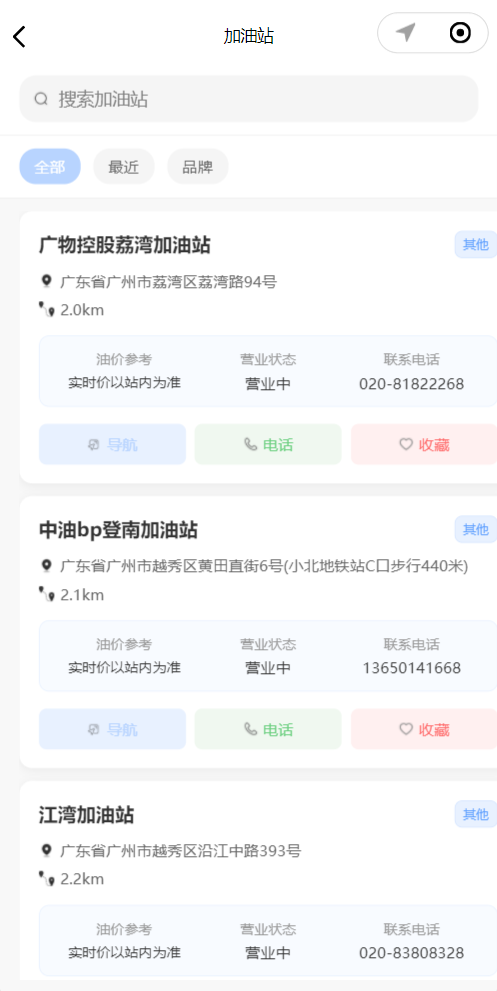 加油站
搜索加油站
全部 最近 品牌
广物控股荔湾加油站 其他
广东省广州市荔湾区荔湾路94号
2.0km
油价参考 营业状态 联系电话
实时价以站内为准 营业中 020-81822268
导航 电话 收藏
中油bp登南加油站 其他
广东省广州市越秀区黄田直街6号(小北地铁站C口步行440米)
2.1km
油价参考 营业状态 联系电话
实时价以站内为准 营业中 13650141668
导航 电话 收藏
江湾加油站 其他
广东省广州市越秀区沿江中路393号
2.2km
油价参考 营业状态 联系电话
实时价以站内为准 营业中 020-83808328